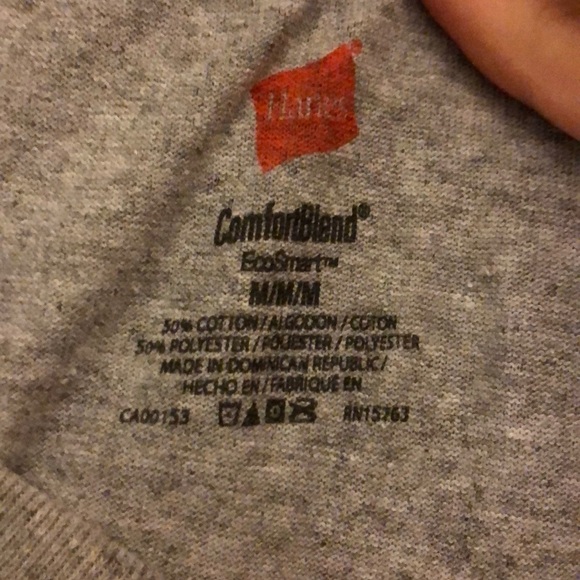 Hanes
ComfortBlend®
EcoSmart™
M/M/M
50% COTTON/ALGODON/COTON
50% POLYESTER/POLIESTER/POLYESTER
MADE IN DOMINICAN REPUBLIC/
HECHO EN/FABRIQUE EN
CA00153 RN15763